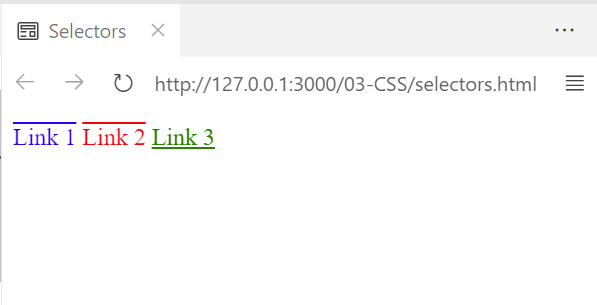 Selectors
http://127.0.0.1:3000/03-CSS/selectors.html
Link 1 Link 2 Link 3